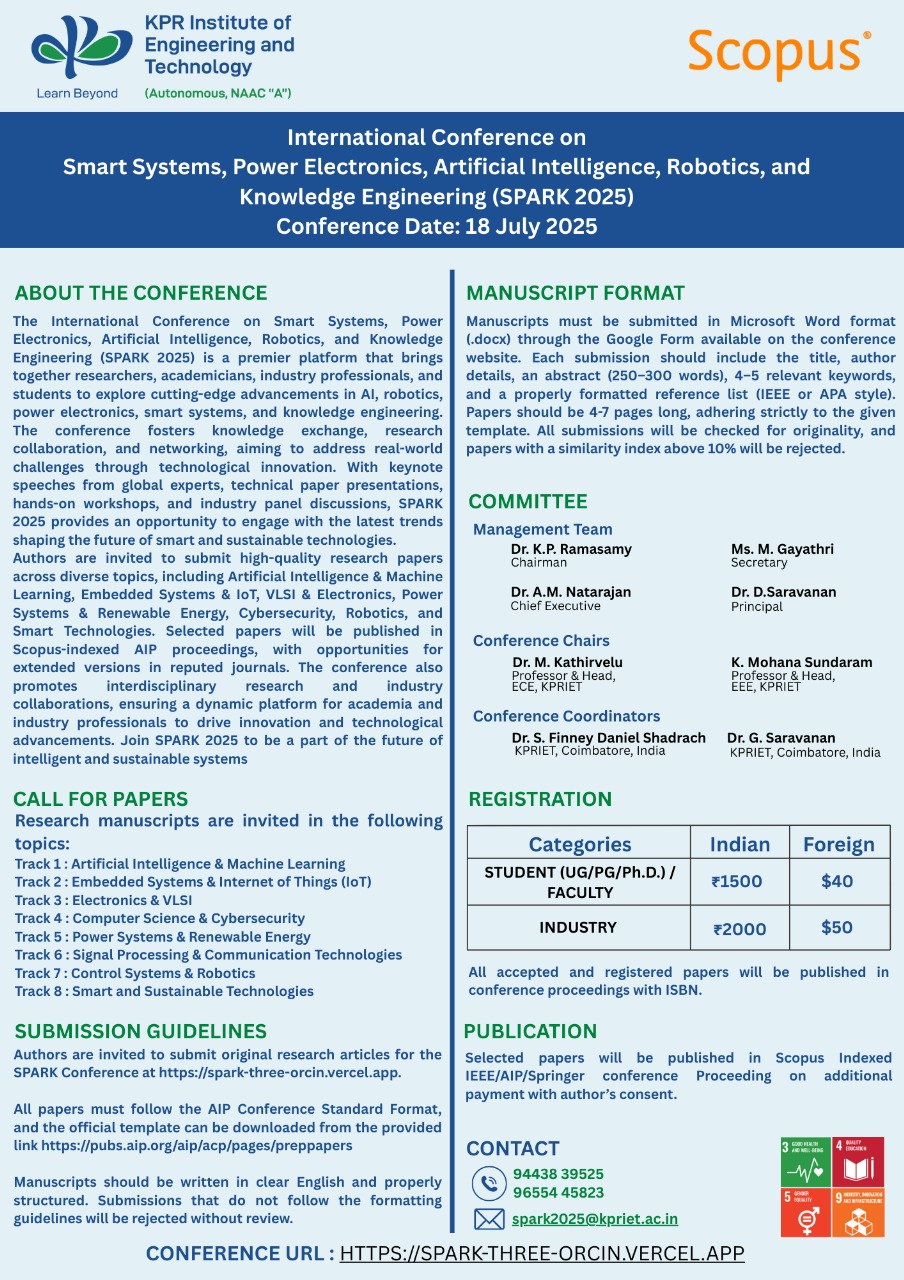 KPR Institute of
Engineering and
Technology
Learn Beyond
(Autonomous, NAAC “A”)
Scopus®
International Conference on
Smart Systems, Power Electronics, Artificial Intelligence, Robotics, and
Knowledge Engineering (SPARK 2025)
Conference Date: 18 July 2025
ABOUT THE CONFERENCE
The International Conference on Smart Systems, Power
Electronics, Artificial Intelligence, Robotics, and Knowledge
Engineering (SPARK 2025) is a premier platform that brings
together researchers, academicians, industry professionals, and
students to explore cutting-edge advancements in AI, robotics,
power electronics, smart systems, and knowledge engineering.
The conference fosters knowledge exchange, research
collaboration, and networking, aiming to address real-world
challenges through technological innovation. With keynote
speeches from global experts, technical paper presentations,
hands-on workshops, and industry panel discussions, SPARK
2025 provides an opportunity to engage with the latest trends
shaping the future of smart and sustainable technologies.
Authors are invited to submit high-quality research papers
across diverse topics, including Artificial Intelligence & Machine
Learning, Embedded Systems & IoT, VLSI & Electronics, Power
Systems & Renewable Energy, Cybersecurity, Robotics, and
Smart Technologies. Selected papers will be published in
Scopus-indexed AIP proceedings, with opportunities for
extended versions in reputed journals. The conference also
promotes interdisciplinary research and industry
collaborations, ensuring a dynamic platform for academia and
industry professionals to drive innovation and technological
advancements. Join SPARK 2025 to be a part of the future of
intelligent and sustainable systems
CALL FOR PAPERS
Research manuscripts are invited in the following
topics:
Track 1 : Artificial Intelligence & Machine Learning
Track 2 : Embedded Systems & Internet of Things (IoT)
Track 3 : Electronics & VLSI
Track 4 : Computer Science & Cybersecurity
Track 5 : Power Systems & Renewable Energy
Track 6 : Signal Processing & Communication Technologies
Track 7 : Control Systems & Robotics
Track 8 : Smart and Sustainable Technologies
SUBMISSION GUIDELINES
Authors are invited to submit original research articles for the
SPARK Conference at https://spark-three-orcin.vercel.app.
All papers must follow the AIP Conference Standard Format,
and the official template can be downloaded from the provided
link https://pubs.aip.org/aip/acp/pages/preppapers
Manuscripts should be written in clear English and properly
structured. Submissions that do not follow the formatting
guidelines will be rejected without review.
MANUSCRIPT FORMAT
Manuscripts must be submitted in Microsoft Word format
(.docx) through the Google Form available on the conference
website. Each submission should include the title, author
details, an abstract (250–300 words), 4–5 relevant keywords,
and a properly formatted reference list (IEEE or APA style).
Papers should be 4-7 pages long, adhering strictly to the given
template. All submissions will be checked for originality, and
papers with a similarity index above 10% will be rejected.
COMMITTEE
Management Team
Dr. K.P. Ramasamy
Chairman
Ms. M. Gayathri
Secretary
Dr. A.M. Natarajan
Chief Executive
Dr. D.Saravanan
Principal
Conference Chairs
Dr. M. Kathirvelu
Professor & Head,
ECE, KPRIET
K. Mohana Sundaram
Professor & Head,
EEE, KPRIET
Conference Coordinators
Dr. S. Finney Daniel Shadrach
KPRIET, Coimbatore, India
Dr. G. Saravanan
KPRIET, Coimbatore, India
REGISTRATION
Categories Indian Foreign
STUDENT (UG/PG/Ph.D.) /
FACULTY
₹1500 $40
INDUSTRY ₹2000 $50
All accepted and registered papers will be published in
conference proceedings with ISBN.
PUBLICATION
Selected papers will be published in Scopus Indexed
IEEE/AIP/Springer conference Proceeding on additional
payment with author’s consent.
CONTACT
94438 39525
96554 45823
spark2025@kpriet.ac.in
3 GOOD HEALTH
AND WELL-BEING
4 QUALITY
EDUCATION
5 GENDER
EQUALITY
9 INDUSTRY, INNOVATION
AND INFRASTRUCTURE
CONFERENCE URL : HTTPS://SPARK-THREE-ORCIN.VERCEL.APP